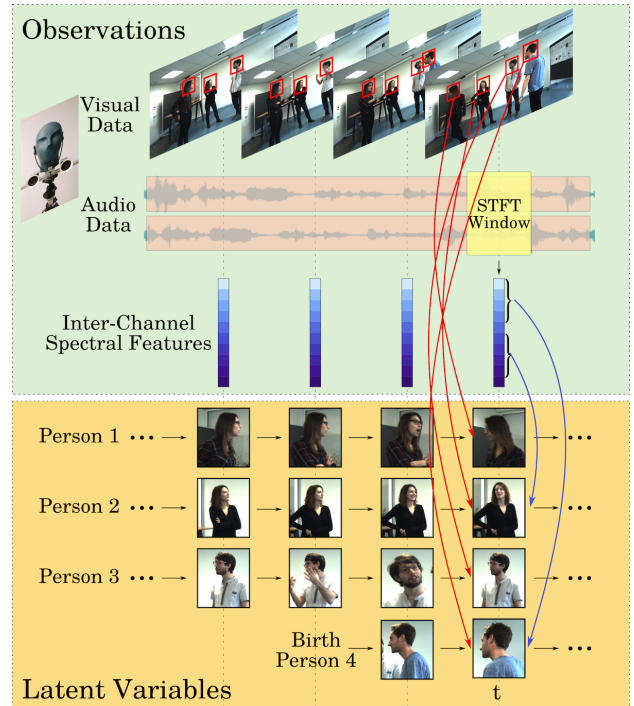 Observations
Visual
Data
Audio
Data
STFT
Window
Inter-Channel
Spectral Features
Person 1 •••
•••
Person 2 •••
•••
Person 3 •••
•••
Birth
Person 4
•••
Latent Variables
t